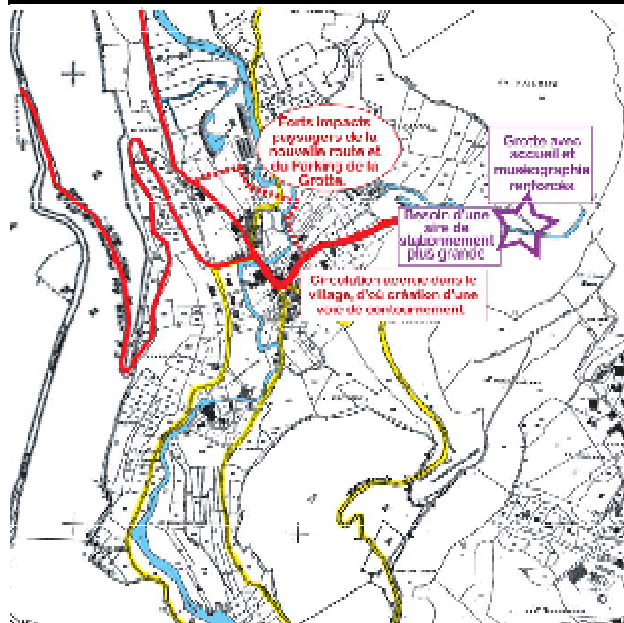 Forts impacts
paysagers de la
nouvelle route et
du Parking de la
Grotte
Grotte avec
accueil et
muséographie
renforcés
Besoin d'une
aire de
stationnement
plus grande
Circulation accrue dans le
village, d'où création d'une
voie de contournement